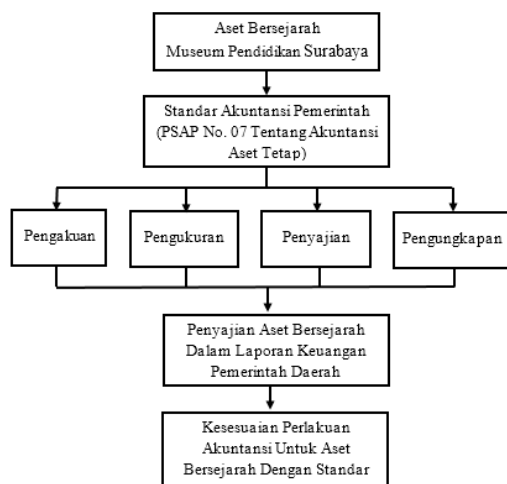 Aset Bersejarah
Museum Pendidikan Surabaya
Standar Akuntansi Pemerintah
(PSAP No. 07 Tentang Akuntansi
Aset Tetap)
Pengakuan
Pengukuran
Penyajian
Pengungkapan
Penyajian Aset Bersejarah
Dalam Laporan Keuangan
Pemerintah Daerah
Kesesuaian Perlakuan
Akuntansi Untuk Aset
Bersejarah Dengan Standar